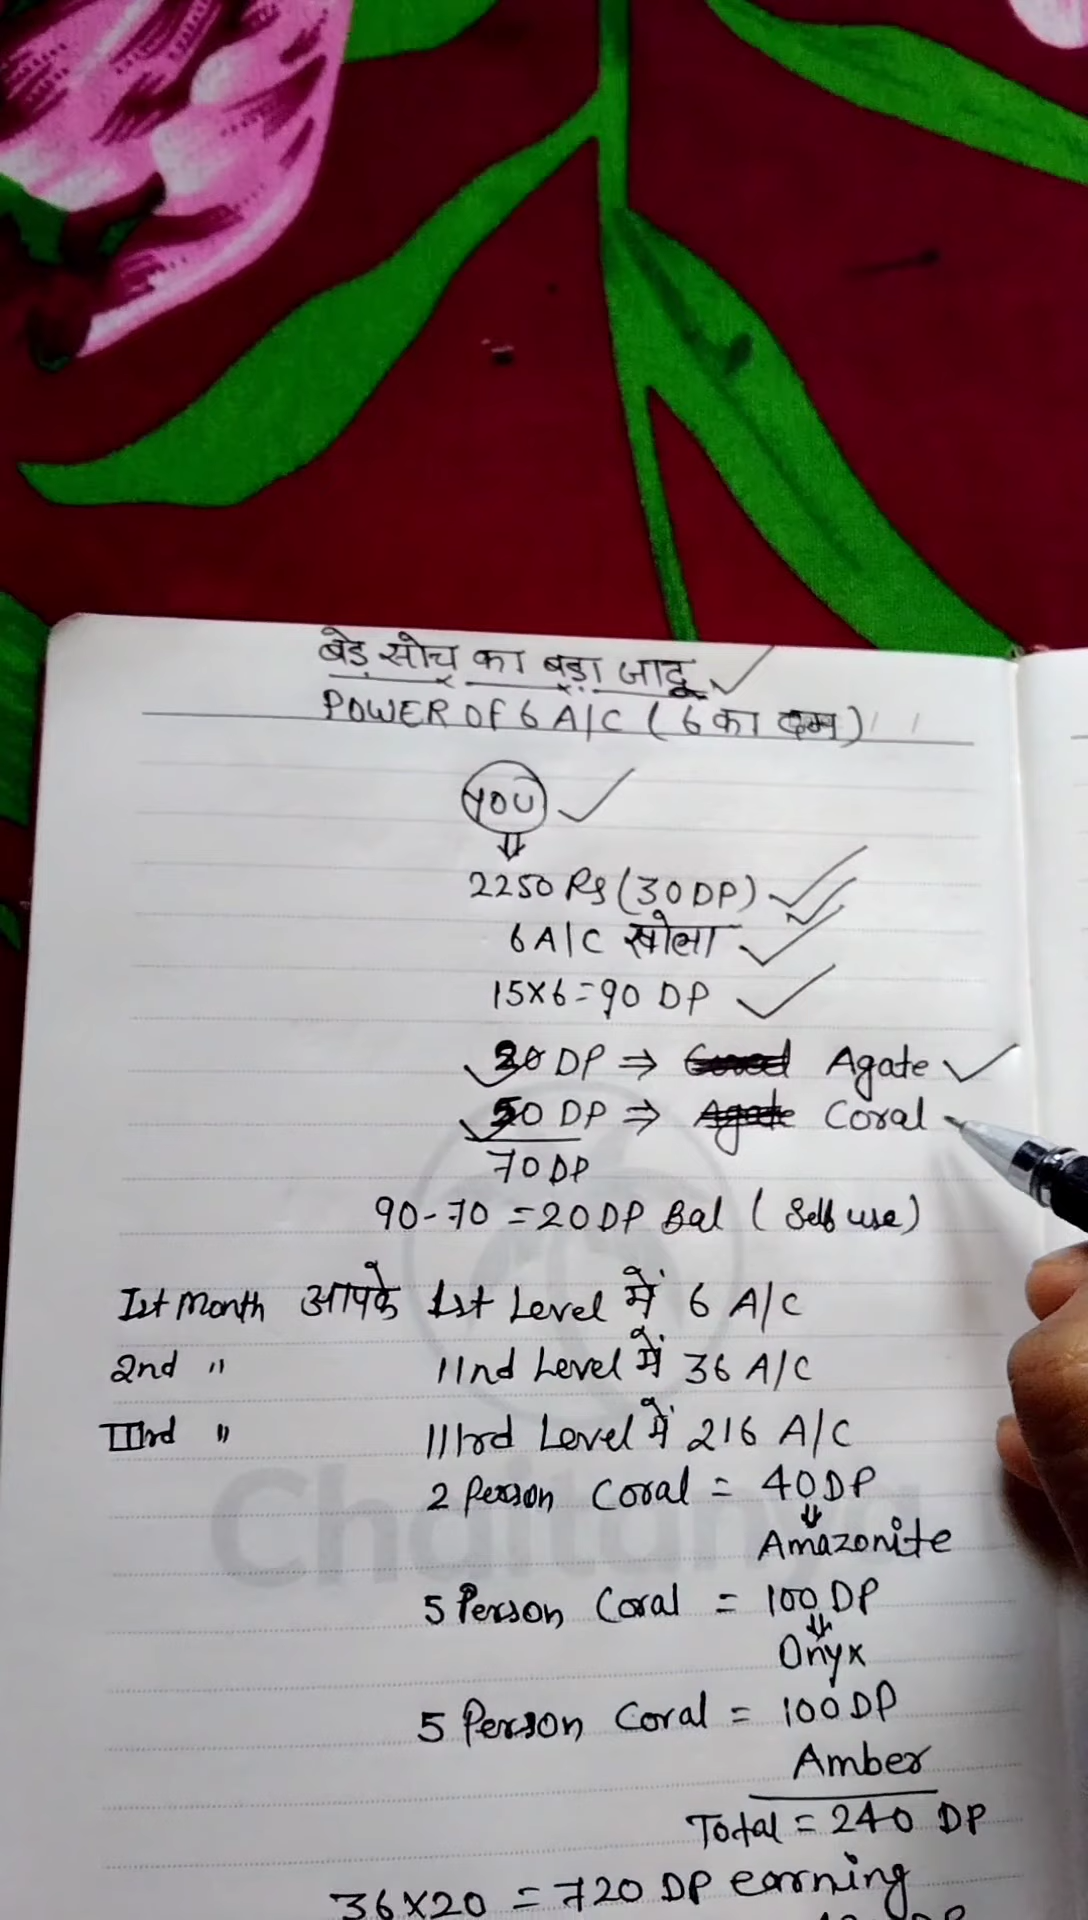 बड़े सोच का बड़ा जादू
POWER OF 6 A/C (6 का दम)
YOU
⇓
2250 Rs (30 DP)
6 A/C खोला
15×6=90 DP
20 DP ⇒ Agate
50 DP ⇒ Coral
70 DP
90-70 = 20 DP Bal ( Self use)
Ist Month आपके 1st Level में 6 A/C
2nd " IInd Level में 36 A/C
IIIrd " IIIrd Level में 216 A/C
2 Person Coral = 40 DP
⇓
Amazonite
5 Person Coral = 100 DP
⇓
Onyx
5 Person Coral = 100 DP
Amber
Total = 240 DP
36×20 = 720 DP earning
Chaitanya